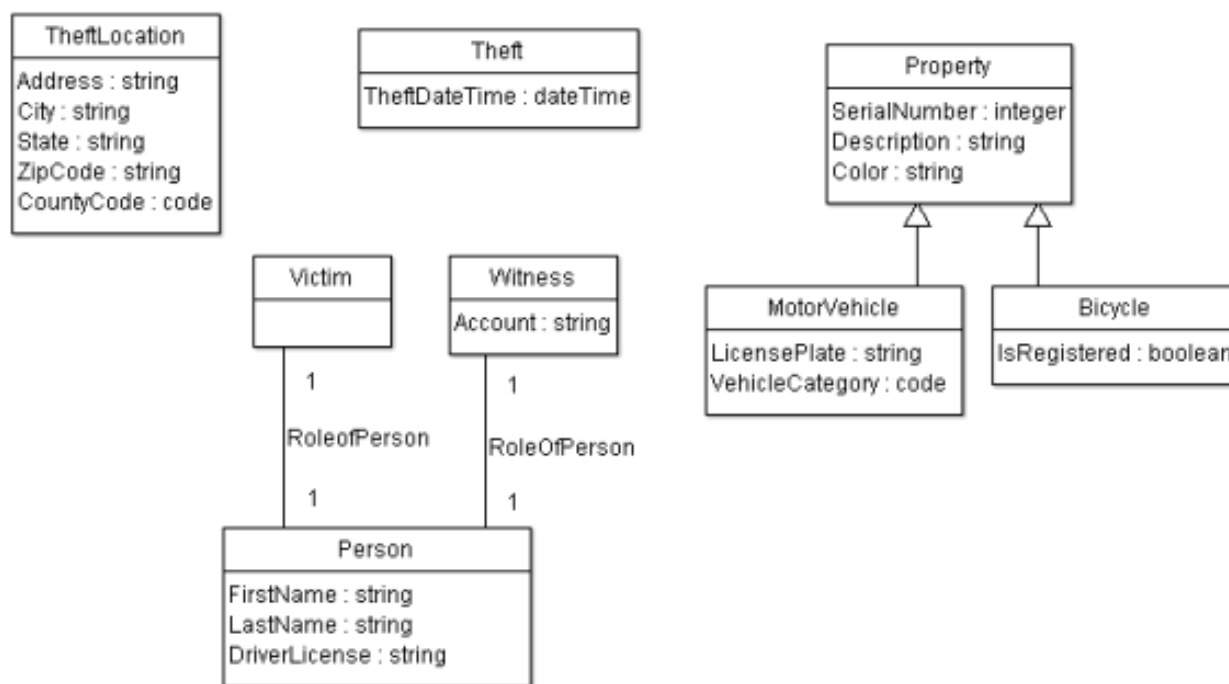 TheftLocation
Address : string
City : string
State : string
ZipCode : string
CountyCode : code
Theft
TheftDateTime : dateTime
Property
SerialNumber : integer
Description : string
Color : string
Victim
Witness
Account : string
MotorVehicle
LicensePlate : string
VehicleCategory : code
Bicycle
IsRegistered : boolean
1
1
RoleofPerson
RoleOfPerson
1
1
Person
FirstName : string
LastName : string
DriverLicense : string